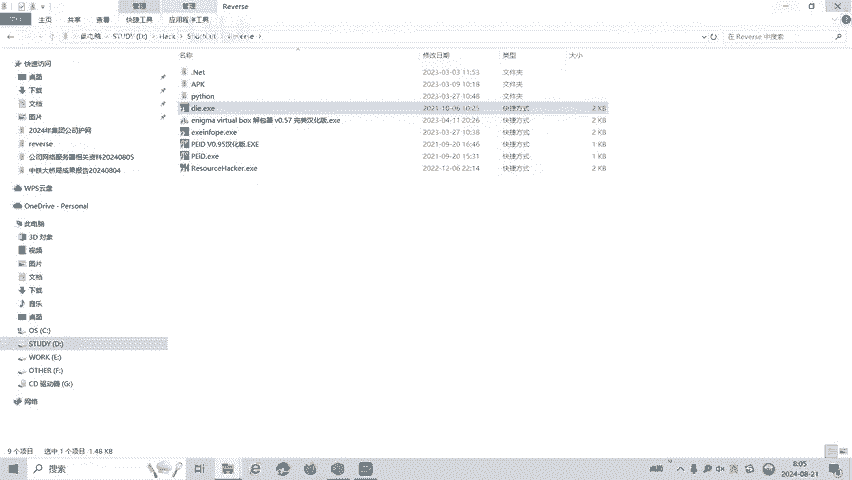 管理 管理 Reverse
主页 共享 查看 快捷工具 应用程序工具
此电脑 > STUDY (D:) > Hack > Shortcut > Reverse > 在 Reverse 中搜索
名称 修改日期 类型 大小
快速访问
桌面
下载
文档
图片
2024年集团公司护网
reverse
公司网络服务器相关资料20240805
中铁大桥局成果报告20240804
WPS云盘
OneDrive - Personal
此电脑
3D 对象
视频
图片
文档
下载
音乐
桌面
OS (C:)
STUDY (D:)
WORK (E:)
OTHER (F:)
CD 驱动器 (G:)
网络
.Net 2023-03-03 11:53 文件夹
APK 2023-03-09 10:18 文件夹
python 2023-03-27 10:48 文件夹
die.exe 2021-10-06 10:25 快捷方式 2 KB
enigma virtual box 解包器 v0.57 完美汉化版.exe 2023-04-11 20:26 快捷方式 2 KB
exeinfope.exe 2023-03-27 10:38 快捷方式 2 KB
PEiD V0.95汉化版.EXE 2021-09-20 16:46 快捷方式 1 KB
PEiD.exe 2021-09-20 15:31 快捷方式 1 KB
ResourceHacker.exe 2022-12-06 22:14 快捷方式 2 KB
9 个项目 选中 1 个项目 1.48 KB
搜索
8:05
2024-08-21